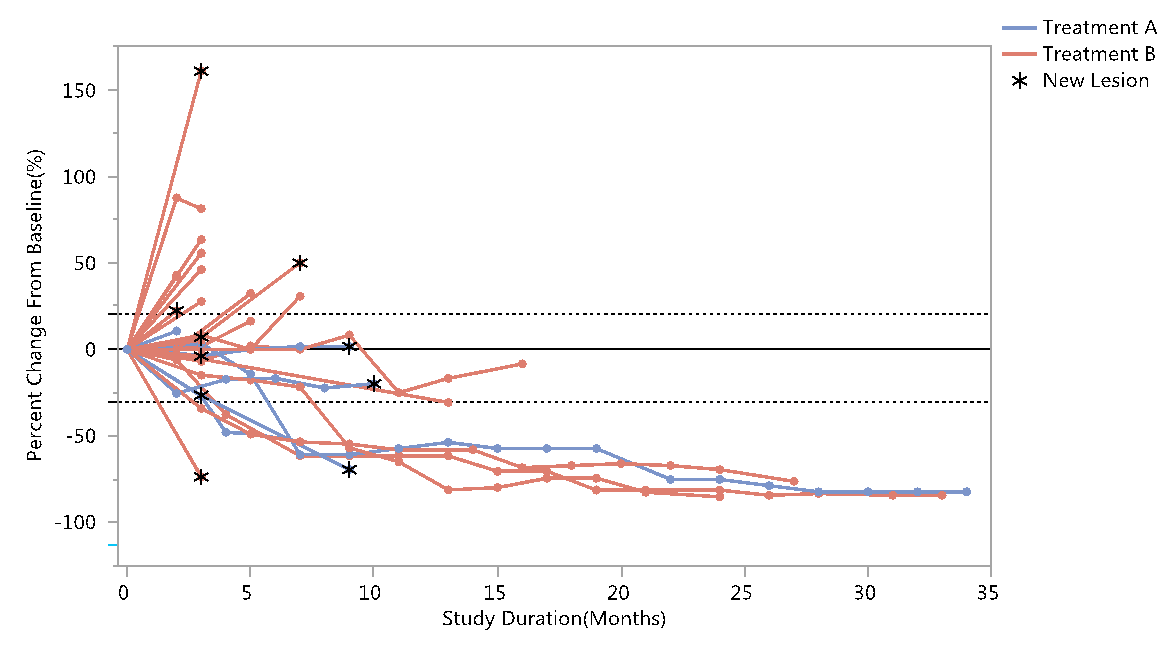 Treatment A
Treatment B
New Lesion
Percent Change From Baseline(%)
150
100
50
0
-50
-100
0 5 10 15 20 25 30 35
Study Duration(Months)